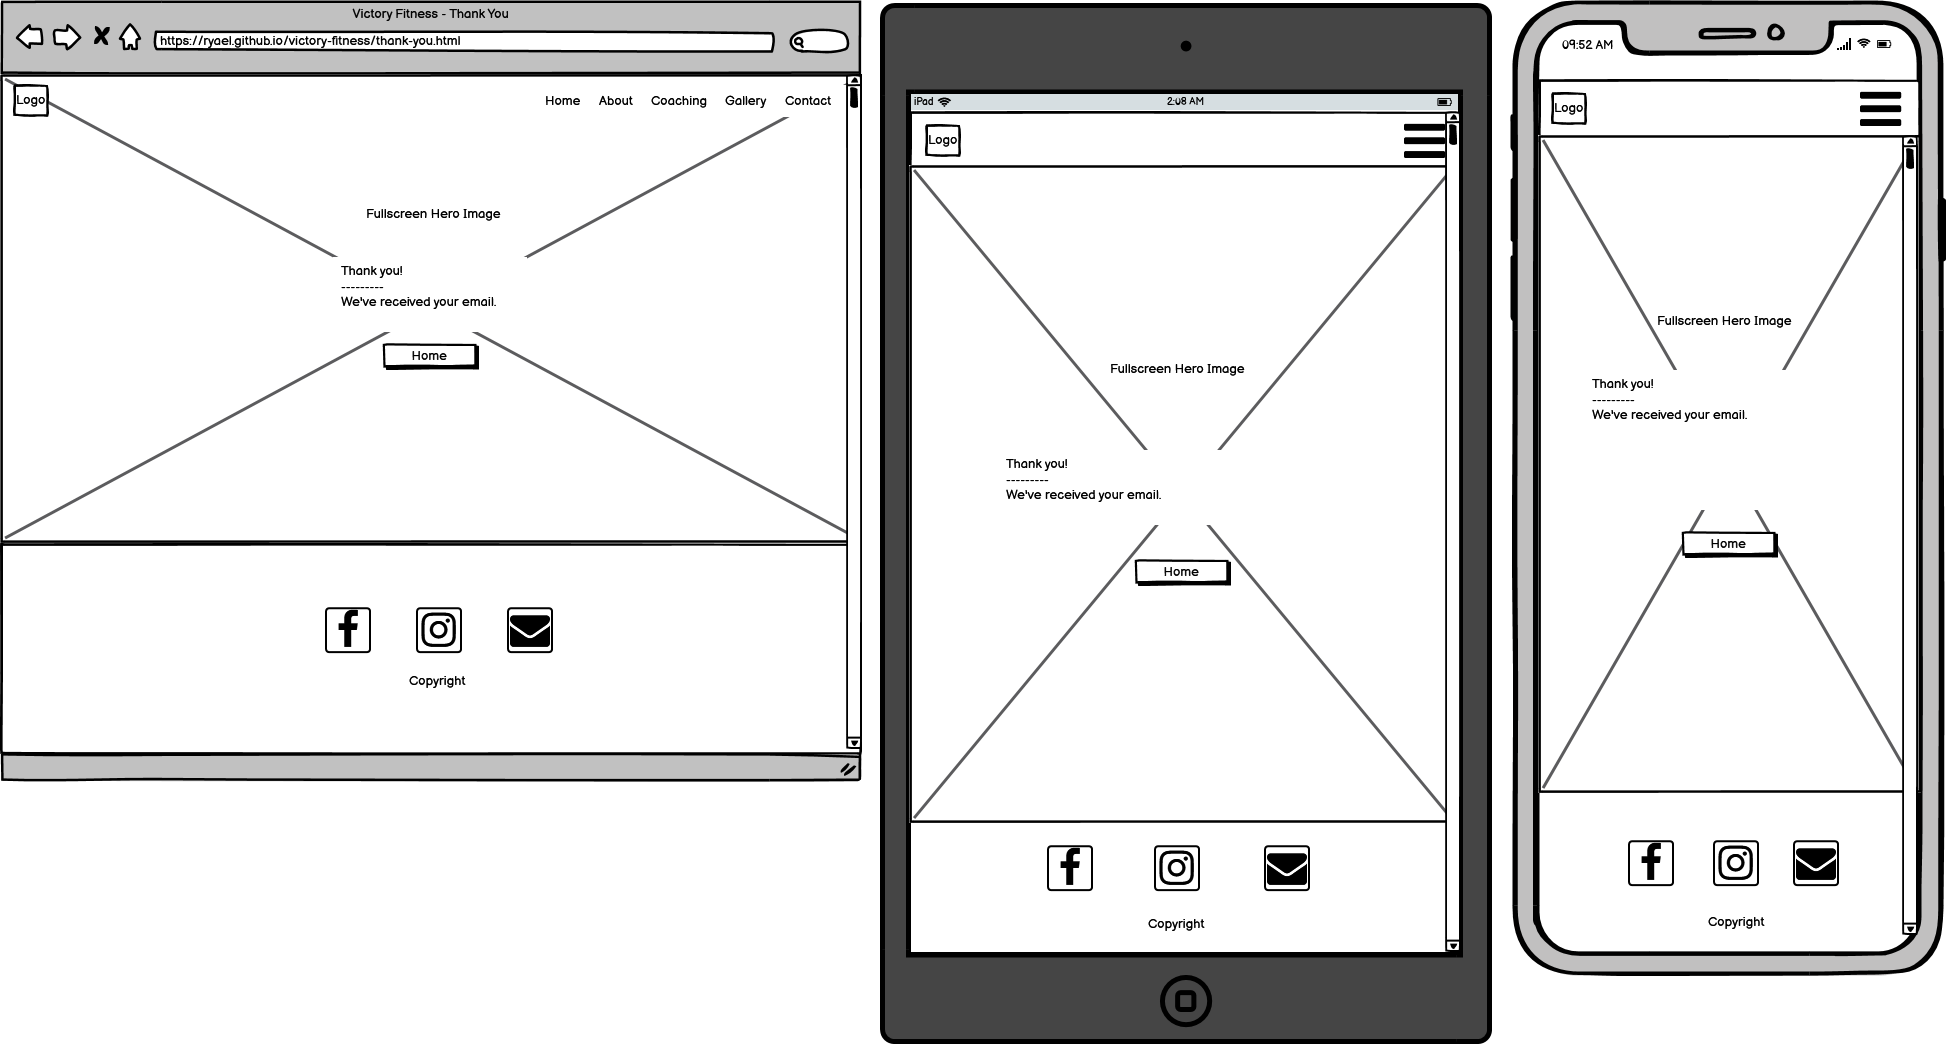 Victory Fitness - Thank You
https://ryael.github.io/victory-fitness/thank-you.html
Logo
Home About Coaching Gallery Contact
Fullscreen Hero Image
Thank you!
---------
We've received your email.
Home
Copyright
iPad 2:08 AM
Logo
Fullscreen Hero Image
Thank you!
---------
We've received your email.
Home
Copyright
09:52 AM
Logo
Fullscreen Hero Image
Thank you!
---------
We've received your email.
Home
Copyright